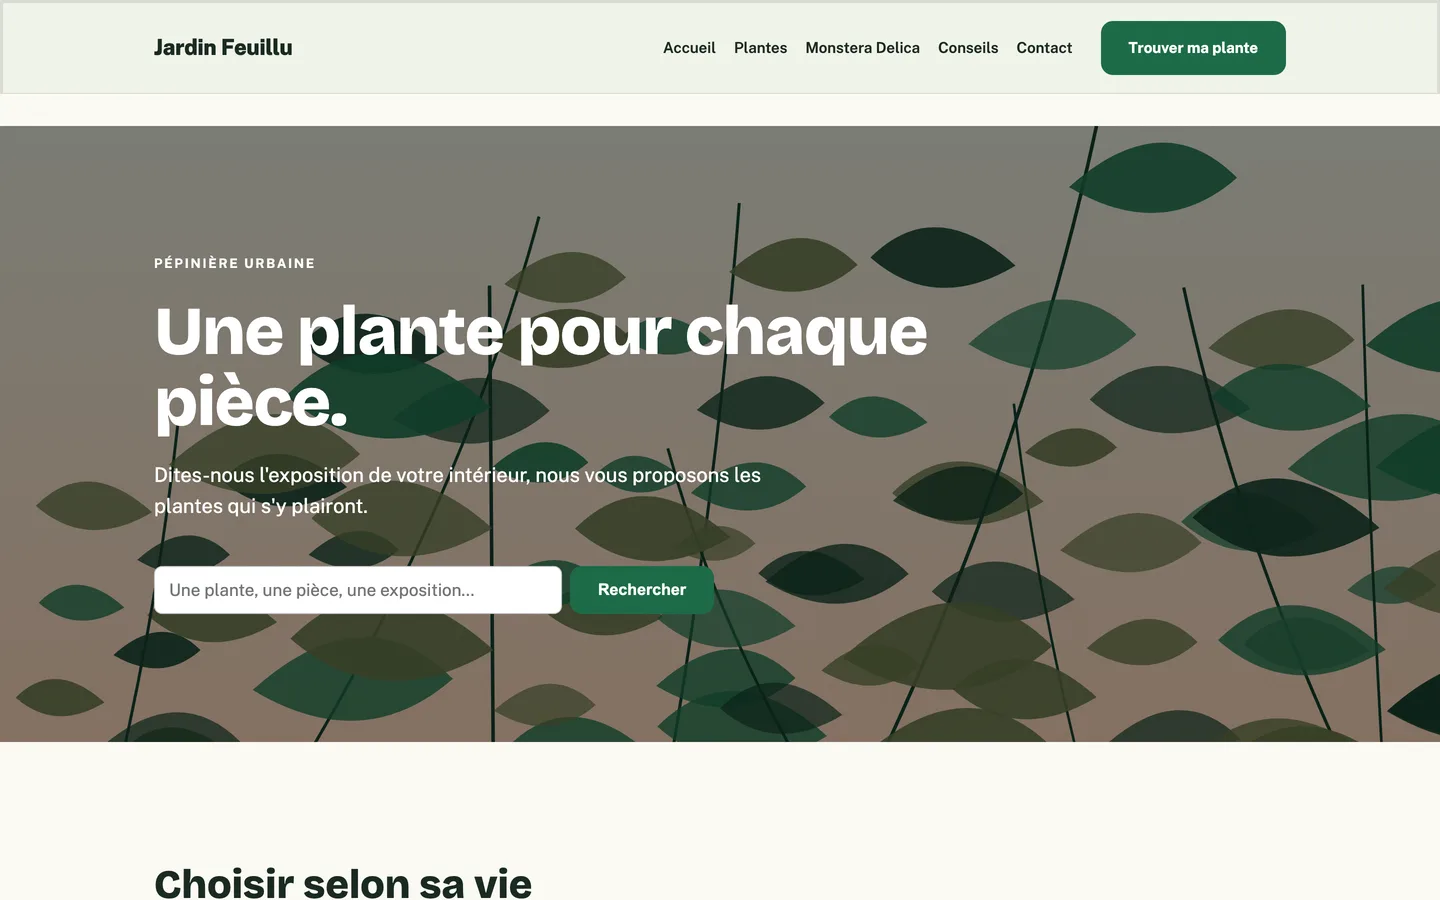 Jardin Feuillu
Accueil
Plantes
Monstera Delica
Conseils
Contact
Trouver ma plante
PÉPINIÈRE URBAINE
Une plante pour chaque
pièce.
Dites-nous l'exposition de votre intérieur, nous vous proposons les
plantes qui s'y plairont.
Une plante, une pièce, une exposition...
Rechercher
Choisir selon sa vie